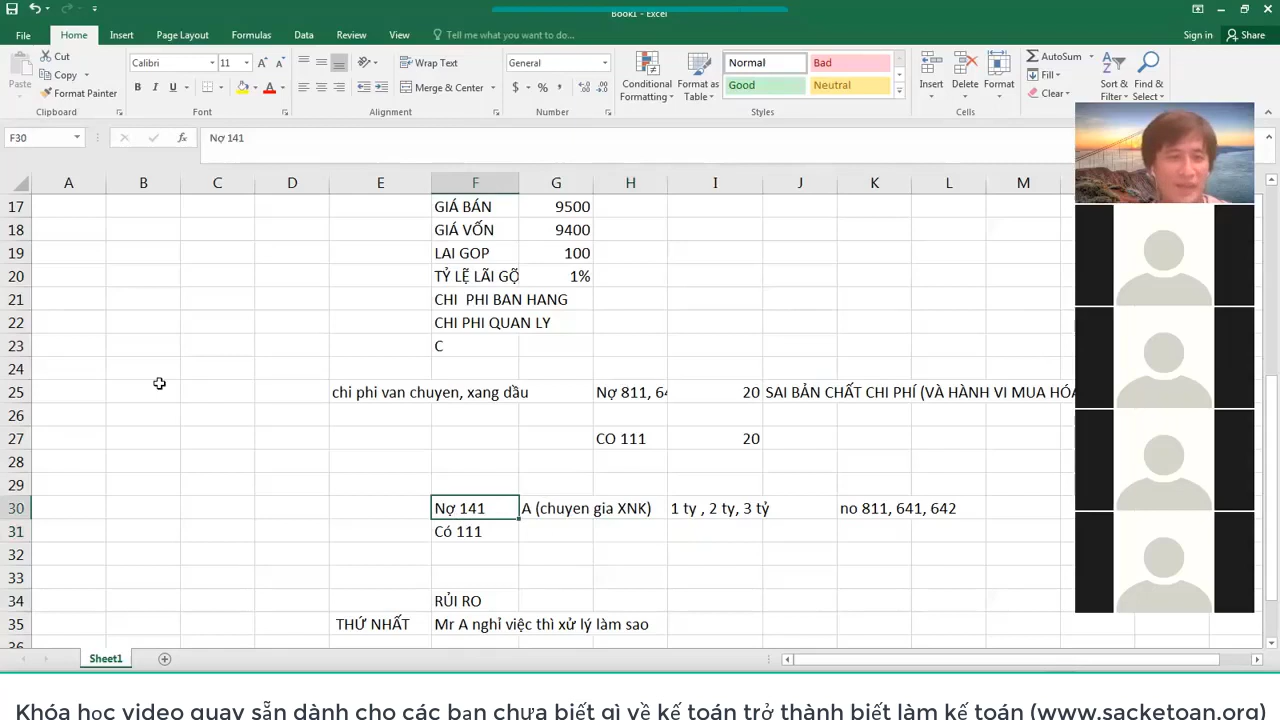 Book1 - Excel
File Home Insert Page Layout Formulas Data Review View Tell me what you want to do... Sign in Share
Cut
Copy
Format Painter
Paste
Calibri 11
B I U
Wrap Text
Merge & Center
General
Conditional Formatting
Format as Table
Normal Bad
Good Neutral
Insert Delete Format
AutoSum
Fill
Clear
Sort & Filter
Find & Select
Clipboard Font Alignment Number Styles Cells
F30 fx Nợ 141
A B C D E F G H I J K L M
17 GIÁ BÁN 9500
18 GIÁ VỐN 9400
19 LAI GOP 100
20 TỶ LỆ LÃI GỘ 1%
21 CHI PHI BAN HANG
22 CHI PHI QUAN LY
23 C
24
25 chi phi van chuyen, xang dầu Nợ 811, 64 20 SAI BẢN CHẤT CHI PHÍ (VÀ HÀNH VI MUA HÓA
26
27 CO 111 20
28
29
30 Nợ 141 A (chuyen gia XNK) 1 ty , 2 ty, 3 tỷ no 811, 641, 642
31 Có 111
32
33
34 RỦI RO
35 THỨ NHẤT Mr A nghỉ việc thì xử lý làm sao
36
Sheet1
Khóa học video quay sẵn dành cho các bạn chưa biết gì về kế toán trở thành biết làm kế toán (www.sacketoan.org)